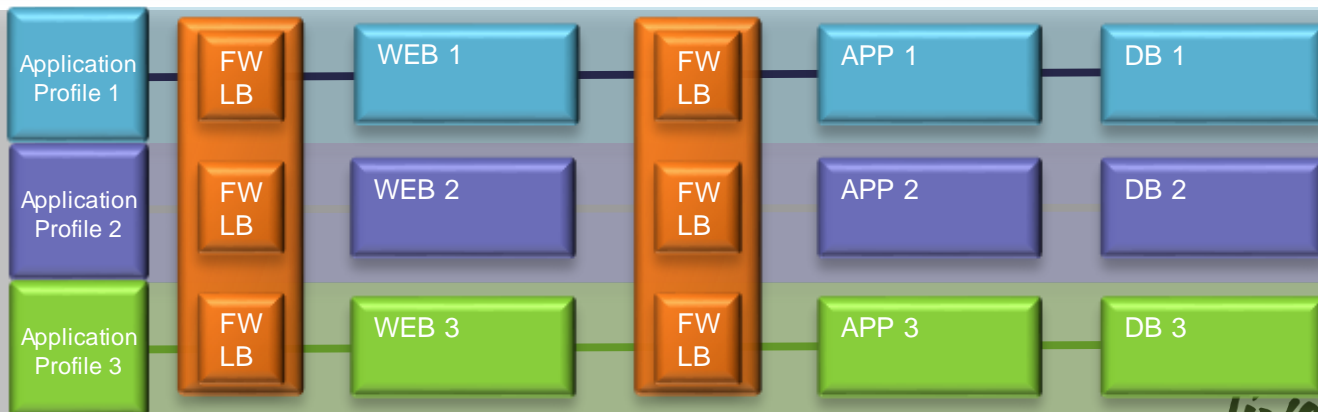 Application
Profile 1
FW
LB
WEB 1
FW
LB
APP 1
DB 1
Application
Profile 2
FW
LB
WEB 2
FW
LB
APP 2
DB 2
Application
Profile 3
FW
LB
WEB 3
FW
LB
APP 3
DB 3